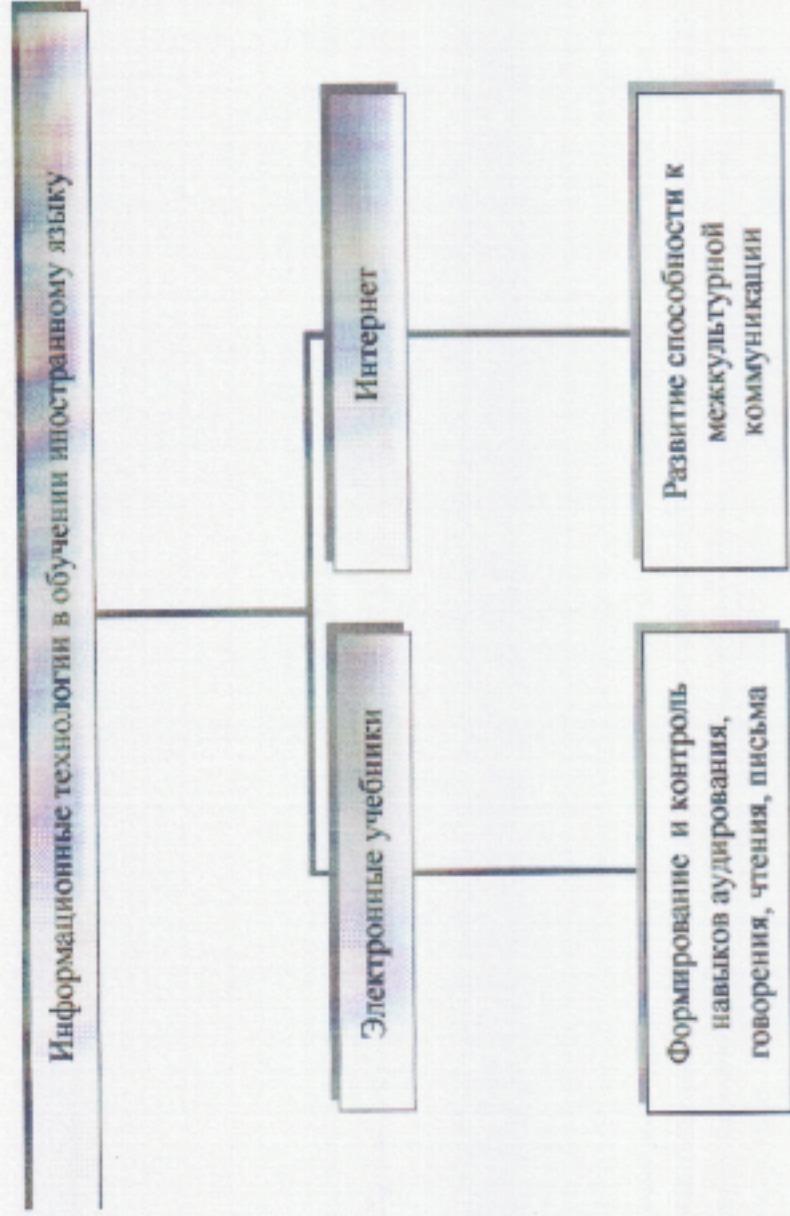 Информационные технологии в обучении иностранному языку
Электронные учебники
Интернет
Формирование и контроль
навыков аудирования,
говорения, чтения, письма
Развитие способности к
межкультурной
коммуникации